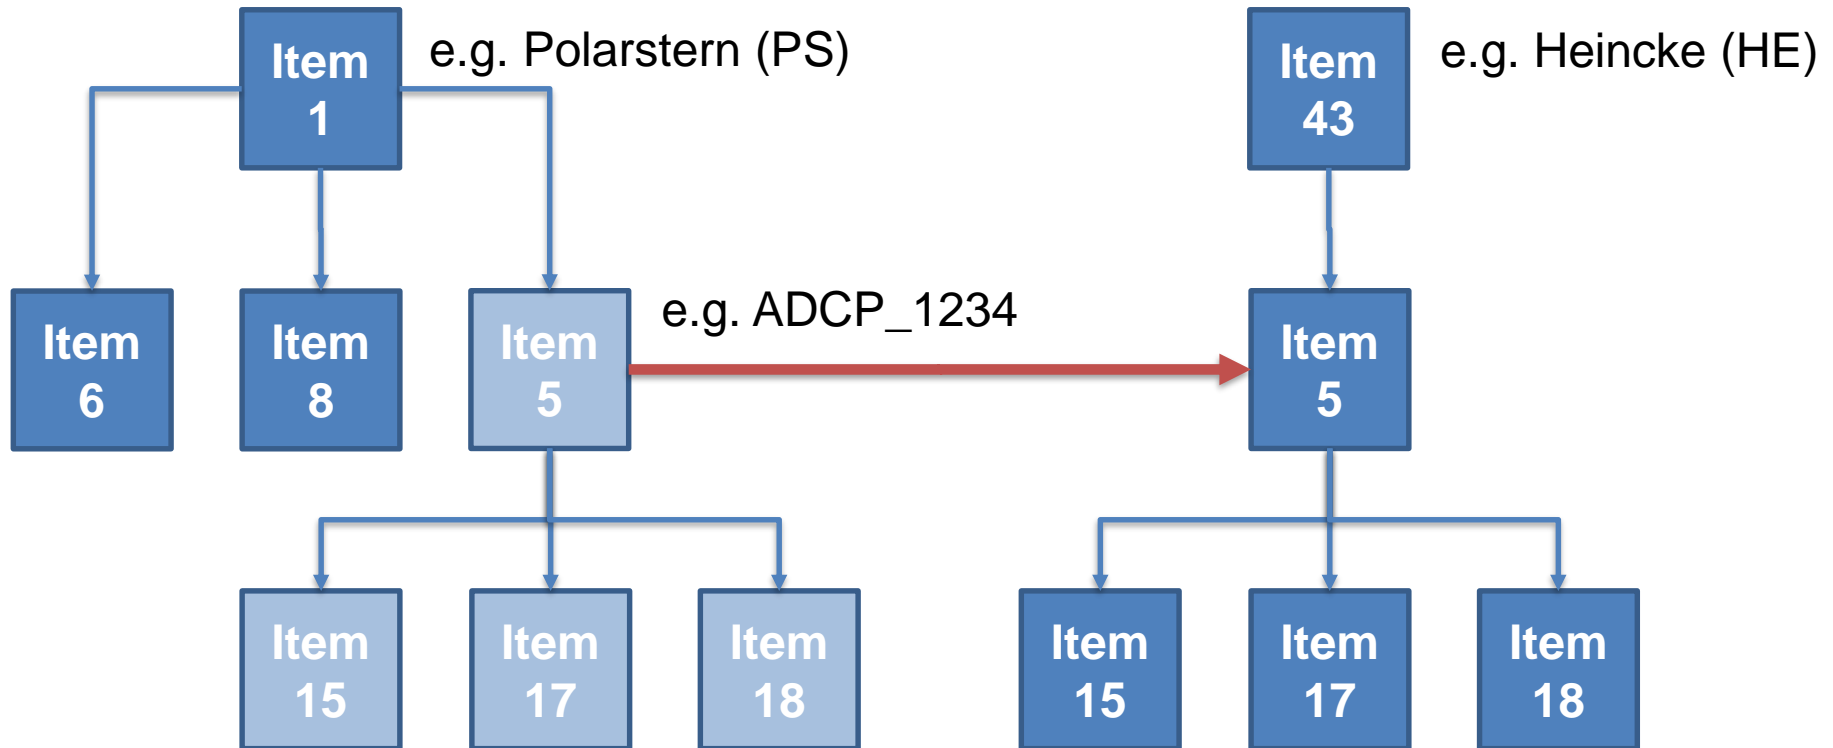 Item
1
e.g. Polarstern (PS)
Item
43
e.g. Heincke (HE)
Item
6
Item
8
Item
5
e.g. ADCP_1234
Item
5
Item
15
Item
17
Item
18
Item
15
Item
17
Item
18